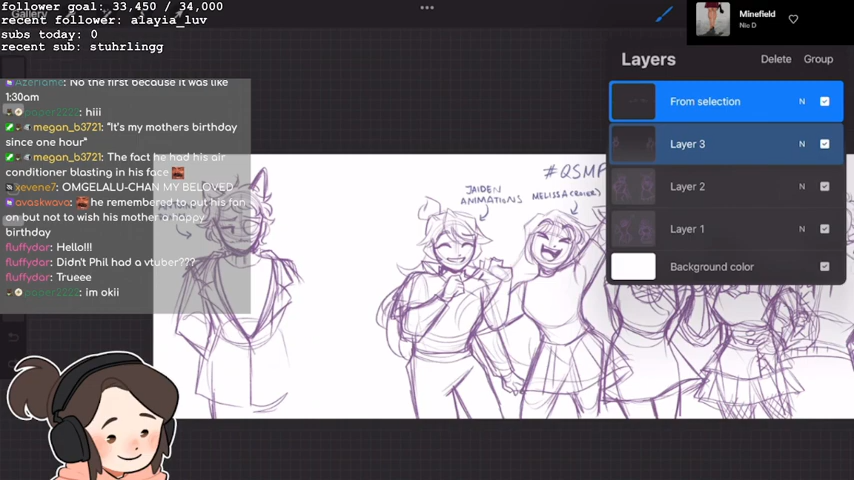 follower goal: 33,450 / 34,000
recent follower: alayia_luv
subs today: 0
recent sub: stuhrlingg
Gallery
Minefield
Nio D
Layers
Delete
Group
From selection
N
Layer 3
N
Layer 2
N
Layer 1
N
Background color
Azeriame: No the first because it was like
1:30am
hiii
megan_b3721: "It's my mothers birthday
since one hour"
megan_b3721: The fact he had his air
conditioner blasting in his face
xevene7: OMGELALU-CHAN MY BELOVED
avaskwava: he remembered to put his fan
on but not to wish his mother a happy
birthday
fluffydar: Hello!!!
fluffydar: Didn't Phil had a vtuber???
fluffydar: Trueee
im okii
#QSMP
JAIDEN
ANIMATIONS